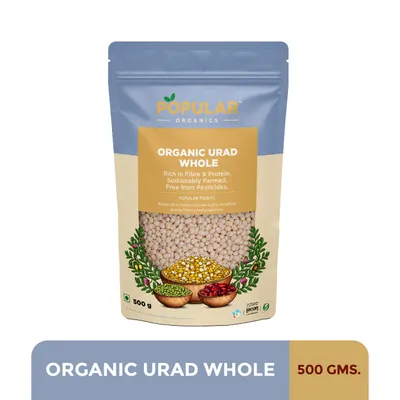 POPULAR™
ORGANICS
ORGANIC URAD
WHOLE
Rich in Fibre & Protein,
Sustainably Farmed,
Free from Pesticides.
500 g
ORGANIC URAD WHOLE
500 GMS.